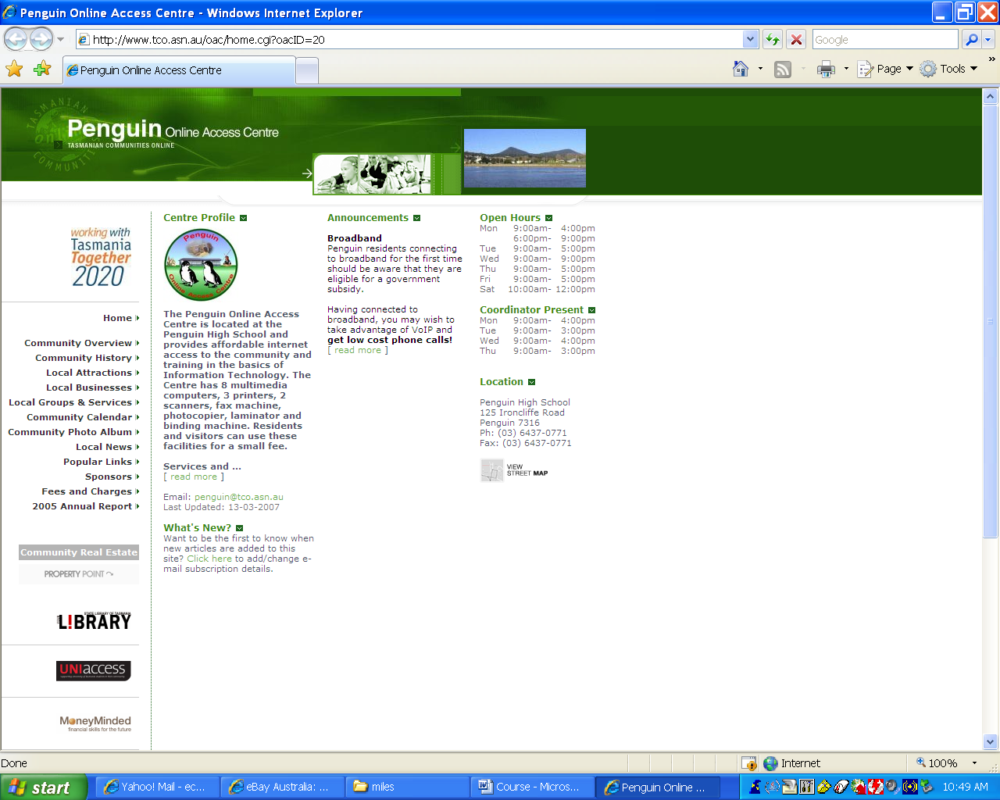 Penguin Online Access Centre - Windows Internet Explorer
http://www.tco.asn.au/oac/home.cgi?oacID=20
Google
Penguin Online Access Centre
Page
Tools
»
TASMANIAN COMMUNITIES
Penguin Online Access Centre
TASMANIAN COMMUNITIES ONLINE
working with
Tasmania
Together
2020
Home
Community Overview
Community History
Local Attractions
Local Businesses
Local Groups & Services
Community Calendar
Community Photo Album
Local News
Popular Links
Sponsors
Fees and Charges
2005 Annual Report
Community Real Estate
PROPERTY POINT
STATE LIBRARY OF TASMANIA
L!BRARY
UNIaccess
MoneyMinded
financial skills for the future
Centre Profile
Penguin
Online Access Centre
The Penguin Online Access
Centre is located at the
Penguin High School and
provides affordable internet
access to the community and
training in the basics of
Information Technology. The
Centre has 8 multimedia
computers, 3 printers, 2
scanners, fax machine,
photocopier, laminator and
binding machine. Residents
and visitors can use these
facilities for a small fee.
Services and ...
[ read more ]
Email: penguin@tco.asn.au
Last Updated: 13-03-2007
What's New?
Want to be the first to know when
new articles are added to this
site? Click here to add/change e-
mail subscription details.
Announcements
Broadband
Penguin residents connecting
to broadband for the first time
should be aware that they are
eligible for a government
subsidy.
Having connected to
broadband, you may wish to
take advantage of VoIP and
get low cost phone calls!
[ read more ]
Open Hours
Mon 9:00am- 4:00pm
6:00pm- 9:00pm
Tue 9:00am- 5:00pm
Wed 9:00am- 9:00pm
Thu 9:00am- 5:00pm
Fri 9:00am- 5:00pm
Sat 10:00am- 12:00pm
Coordinator Present
Mon 9:00am- 4:00pm
Tue 9:00am- 3:00pm
Wed 9:00am- 4:00pm
Thu 9:00am- 3:00pm
Location
Penguin High School
125 Ironcliffe Road
Penguin 7316
Ph: (03) 6437-0771
Fax: (03) 6437-0771
VIEW
STREET MAP
Done
Internet
100%
start
Yahoo! Mail - ec...
eBay Australia: ...
miles
Course - Micros...
Penguin Online ...
10:49 AM